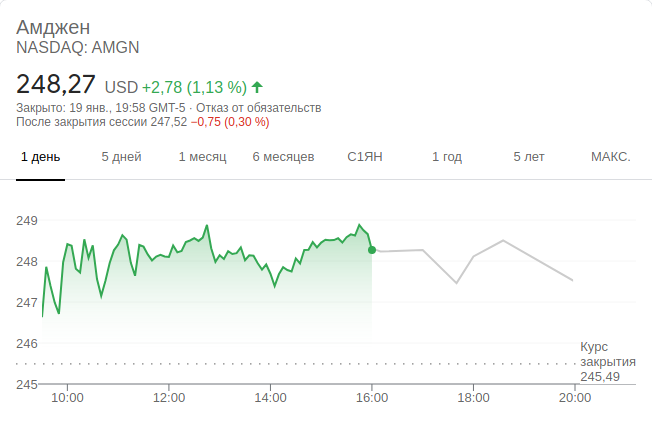 Амджен
NASDAQ: AMGN
248,27 USD +2,78 (1,13 %)
Закрыто: 19 янв., 19:58 GMT-5 · Отказ от обязательств
После закрытия сессии 247,52 −0,75 (0,30 %)
1 день 5 дней 1 месяц 6 месяцев С1ЯН 1 год 5 лет МАКС.
249
248
247
246
Курс
закрытия
245,49
245
10:00 12:00 14:00 16:00 18:00 20:00